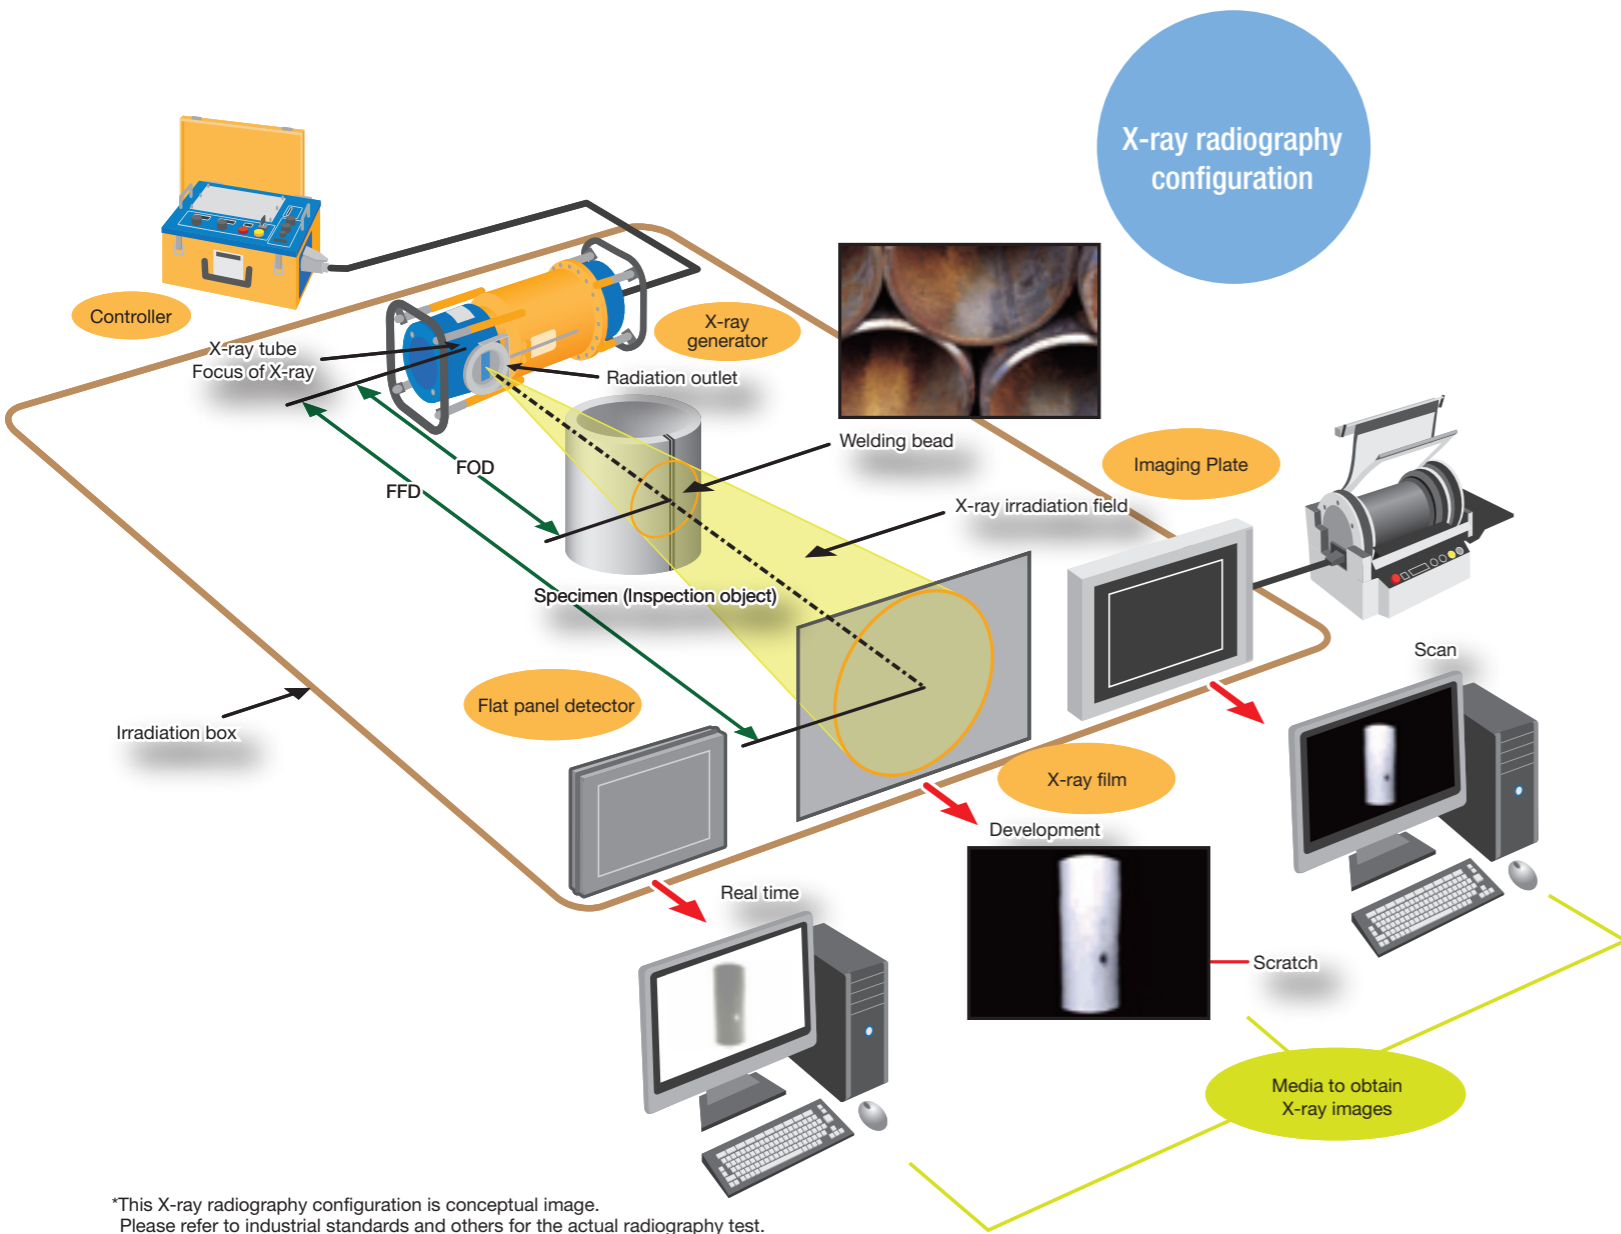 X-ray radiography
configuration
Controller
X-ray
generator
X-ray tube
Focus of X-ray
Radiation outlet
Welding bead
FOD
FFD
Imaging Plate
X-ray irradiation field
Specimen (Inspection object)
Scan
Flat panel detector
Irradiation box
X-ray film
Development
Real time
Scratch
Media to obtain
X-ray images
*This X-ray radiography configuration is conceptual image.
Please refer to industrial standards and others for the actual radiography test.